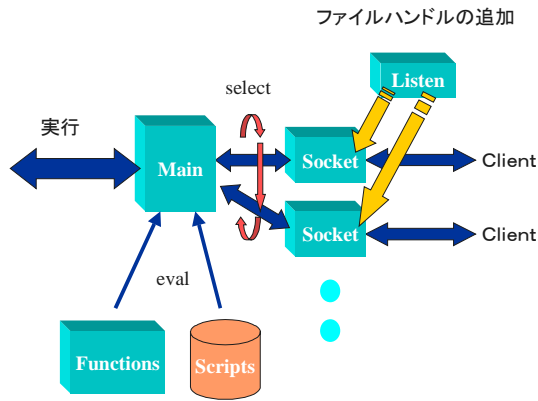 ファイルハンドルの追加
Listen
select
実行
Main
Socket
Client
Socket
Client
eval
Functions
Scripts